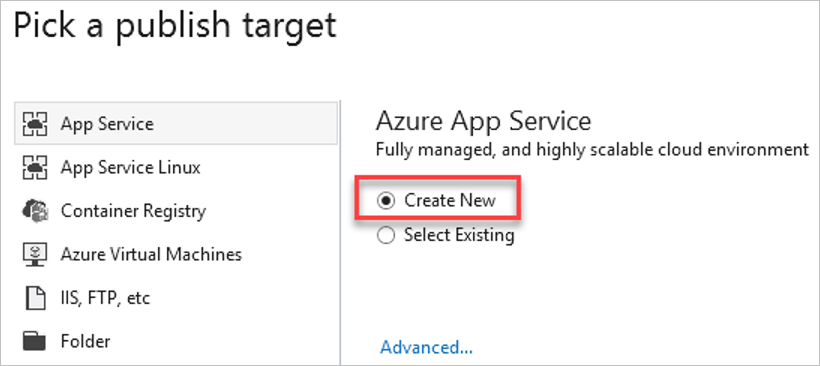 Pick a publish target
App Service
App Service Linux
Container Registry
Azure Virtual Machines
IIS, FTP, etc
Folder
Azure App Service
Fully managed, and highly scalable cloud environment
Create New
Select Existing
Advanced...